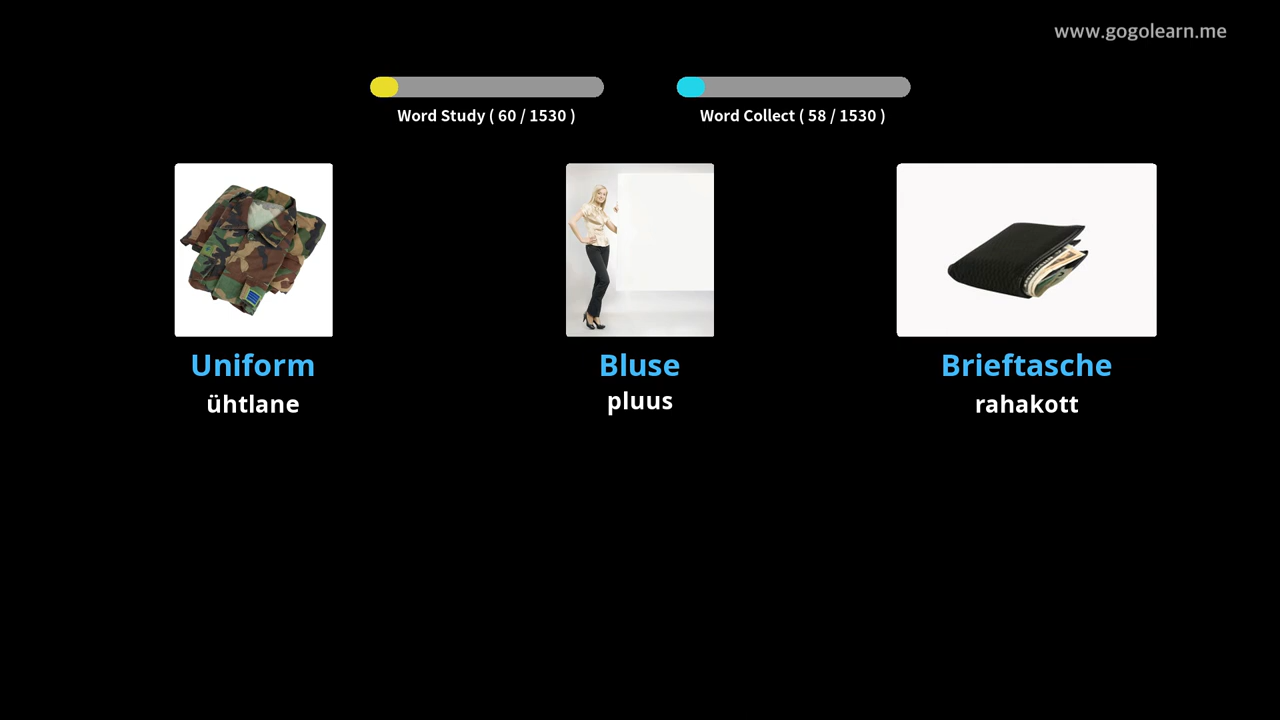 www.gogolearn.me
Word Study ( 60 / 1530 )
Word Collect ( 58 / 1530 )
Uniform
ühtlane
Bluse
pluus
Brieftasche
rahakott